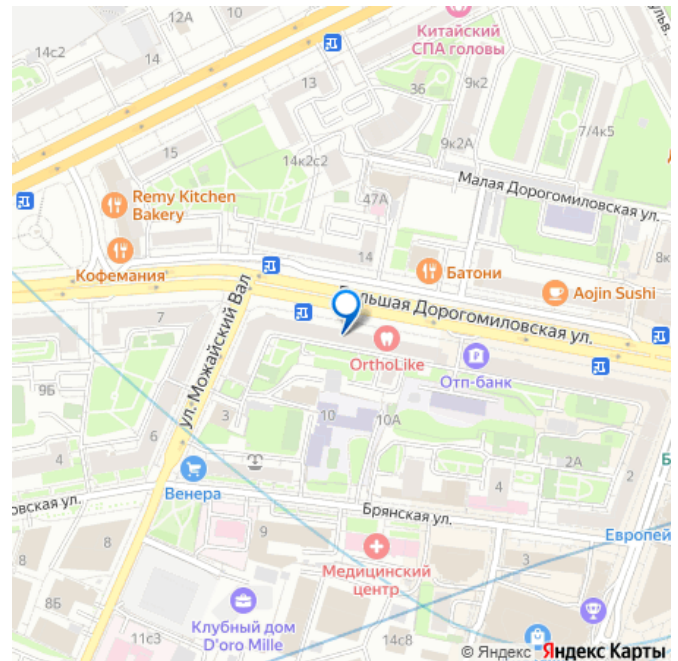 12А
14с2
Китайский
СПА головы
бульв.
13
36
9к2
7/4к5
9к2А
15
14к2с2
Малая Дорогомиловская ул.
Remy Kitchen
Bakery
47А
14
8к
Кофемания
Батони
Aojin Sushi
Большая Дорогомиловская ул.
7
ул. Можайский Вал
OrthoLike
Отп-банк
9Б
3
10
10А
6
4
2А
2
4
Венера
Б
овская ул.
Брянская ул.
Европей
8
9
3
8
Медицинский
центр
8Б
Клубный дом
D'oro Mille
11с3
14с8
© Яндекс Яндекс Карты